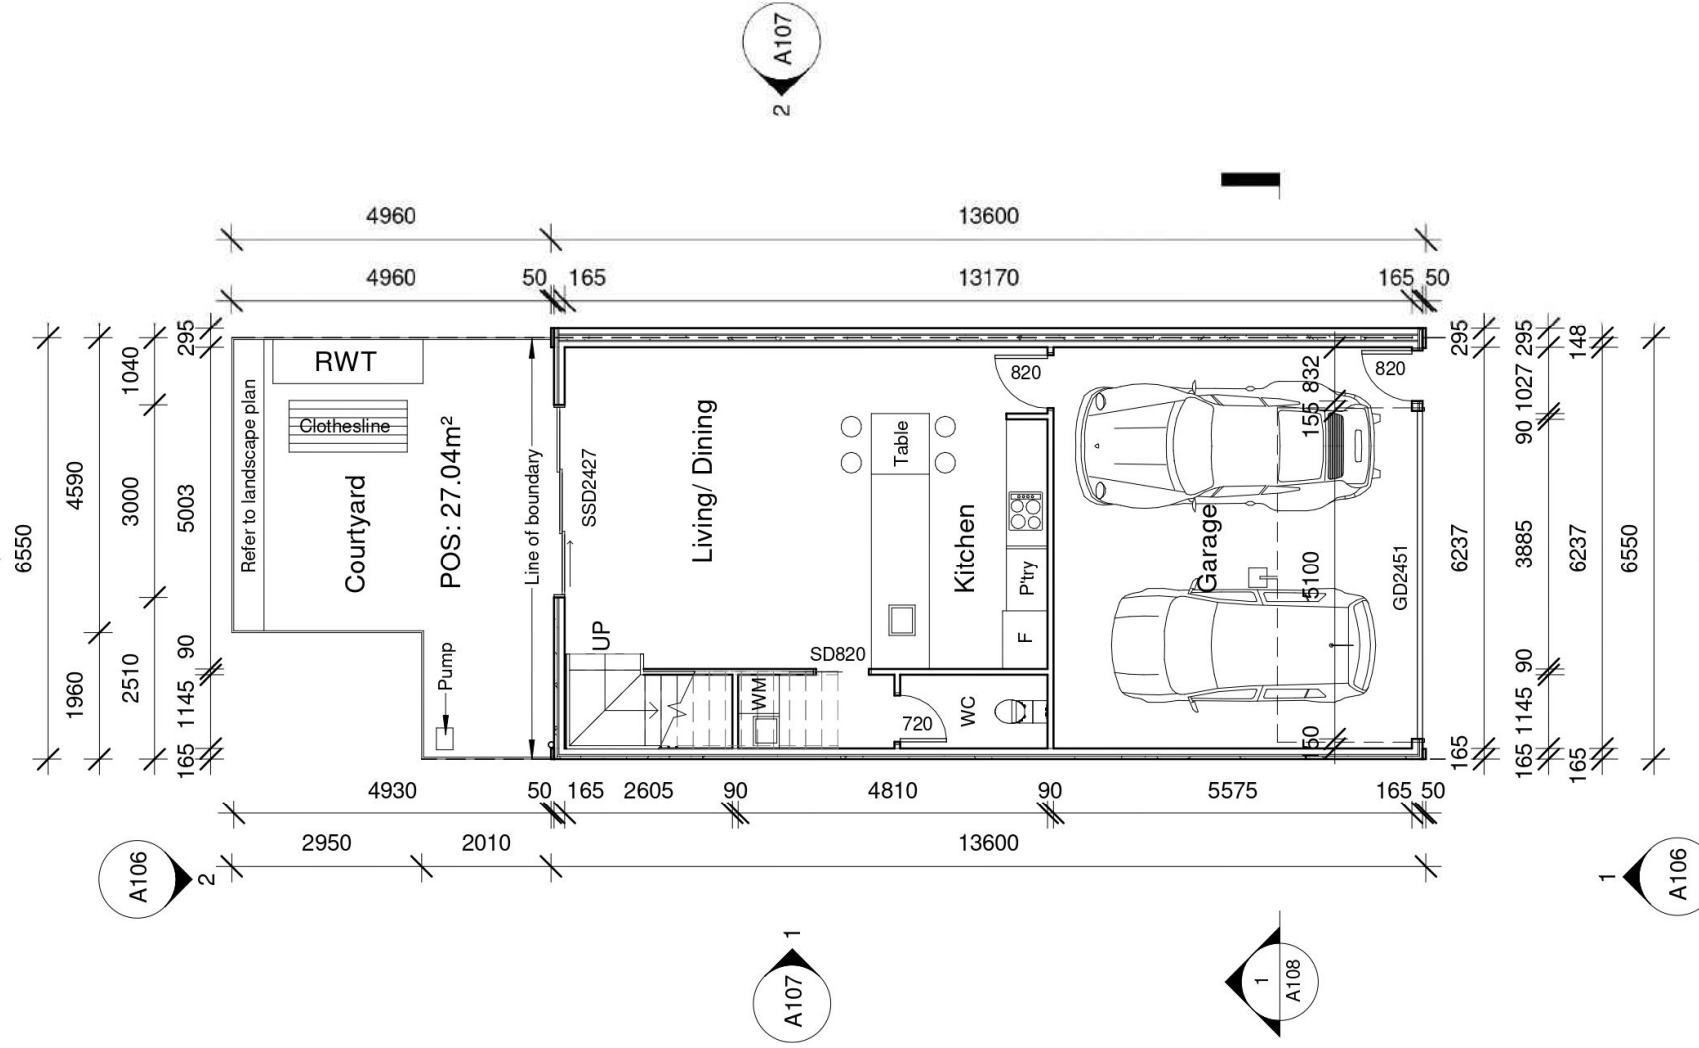 A107
2
4960
13600
4960
50
165
13170
165
50
295
1040
295
295
148
RWT
820
820
832
1027
155
90
Clothesline
Refer to landscape plan
Courtyard
POS: 27.04m²
Line of boundary
SSD2427
Living/ Dining
Table
Kitchen
P'try
F
Garage
5100
GD2451
6550
4590
3000
5003
6237
3885
6237
6550
UP
SD820
Pump
WM
720
WC
1960
2510
90
1145
165
90
1145
150
165
165
165
4930
50
165
2605
90
4810
90
5575
165
50
2950
2010
13600
A106
2
1
A106
1
A107
1
A108